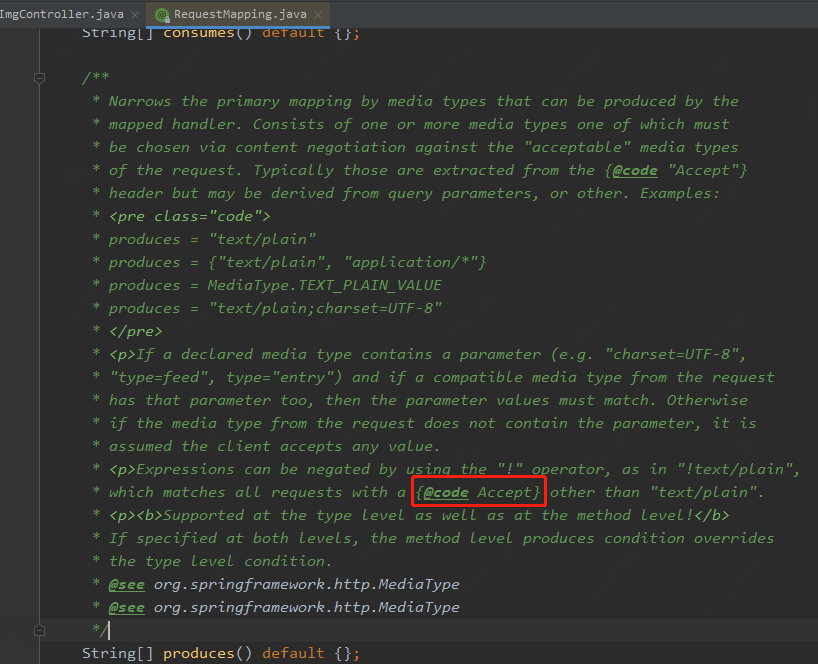 ImgController.java × RequestMapping.java ×
String[] consumes() default {};
/**
* Narrows the primary mapping by media types that can be produced by the
* mapped handler. Consists of one or more media types one of which must
* be chosen via content negotiation against the "acceptable" media types
* of the request. Typically those are extracted from the {@code "Accept"}
* header but may be derived from query parameters, or other. Examples:
* <pre class="code">
* produces = "text/plain"
* produces = {"text/plain", "application/*"}
* produces = MediaType.TEXT_PLAIN_VALUE
* produces = "text/plain;charset=UTF-8"
* </pre>
* <p>If a declared media type contains a parameter (e.g. "charset=UTF-8",
* "type=feed", type="entry") and if a compatible media type from the request
* has that parameter too, then the parameter values must match. Otherwise
* if the media type from the request does not contain the parameter, it is
* assumed the client accepts any value.
* <p>Expressions can be negated by using the "!" operator, as in "!text/plain",
* which matches all requests with a {@code Accept} other than "text/plain".
* <p><b>Supported at the type level as well as at the method level!</b>
* If specified at both levels, the method level produces condition overrides
* the type level condition.
* @see org.springframework.http.MediaType
* @see org.springframework.http.MediaType
*/
String[] produces() default {};